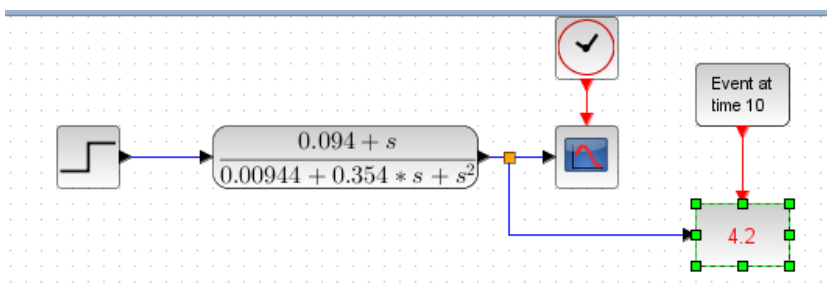 Event at
time 10
0.094 + s
0.00944 + 0.354 * s + s²
4.2